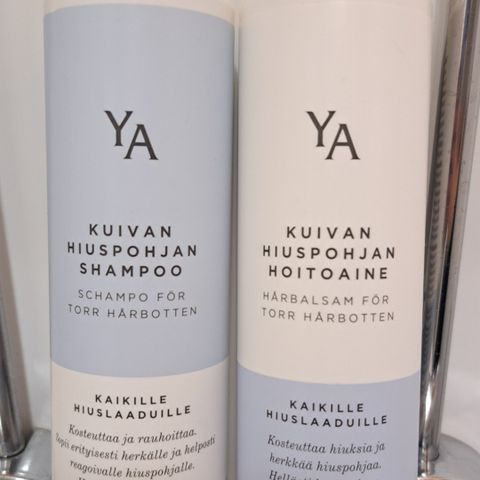 YA
KUIVAN
HIUSPOHJAN
SHAMPOO
SCHAMPO FÖR
TORR HÅRBOTTEN
KAIKILLE
HIUSLAADUILLE
Kosteuttaa ja rauhoittaa.
Sopii erityisesti herkälle ja helposti
reagoivalle hiuspohjalle.
YA
KUIVAN
HIUSPOHJAN
HOITOAINE
HÅRBALSAM FÖR
TORR HÅRBOTTEN
KAIKILLE
HIUSLAADUILLE
Kosteuttaa hiuksia ja
herkkää hiuspohjaa.